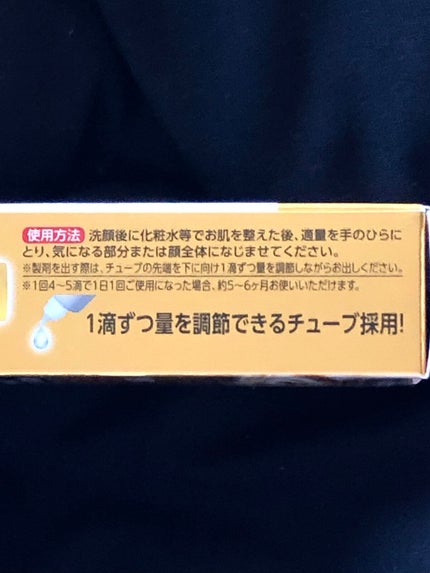 使用方法 洗顔後に化粧水等でお肌を整えた後、適量を手のひらに
とり、気になる部分または顔全体になじませてください。
※製剤を出す際は、チューブの先端を下に向け1滴ずつ量を調節しながらお出しください。
※1回4～5滴で1日1回ご使用になった場合、約5～6ヶ月お使いいただけます。
1滴ずつ量を調節できるチューブ採用!